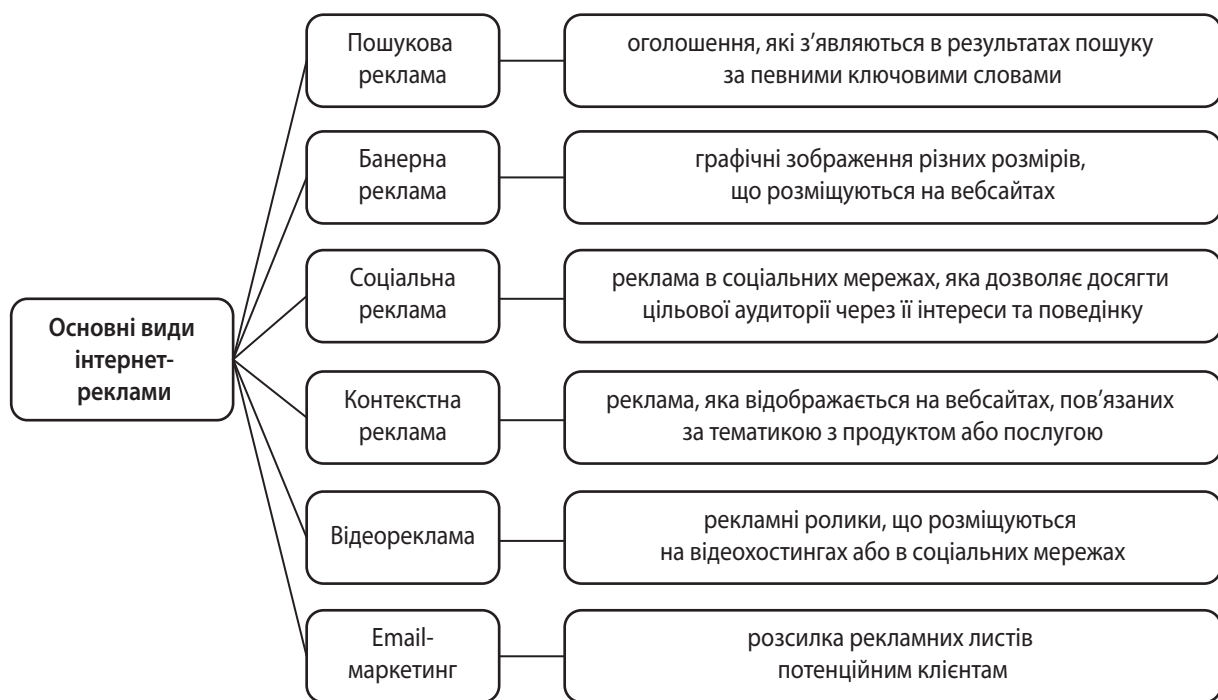 Пошукова
реклама
оголошення, які з’являються в результатах пошуку
за певними ключовими словами
Банерна
реклама
графічні зображення різних розмірів,
що розміщуються на вебсайтах
Соціальна
реклама
реклама в соціальних мережах, яка дозволяє досягти
цільової аудиторії через її інтереси та поведінку
Основні види
інтернет-
реклами
Контекстна
реклама
реклама, яка відображається на вебсайтах, пов’язаних
за тематикою з продуктом або послугою
Відеореклама
рекламні ролики, що розміщуються
на відеохостингах або в соціальних мережах
Email-
маркетинг
розсилка рекламних листів
потенційним клієнтам